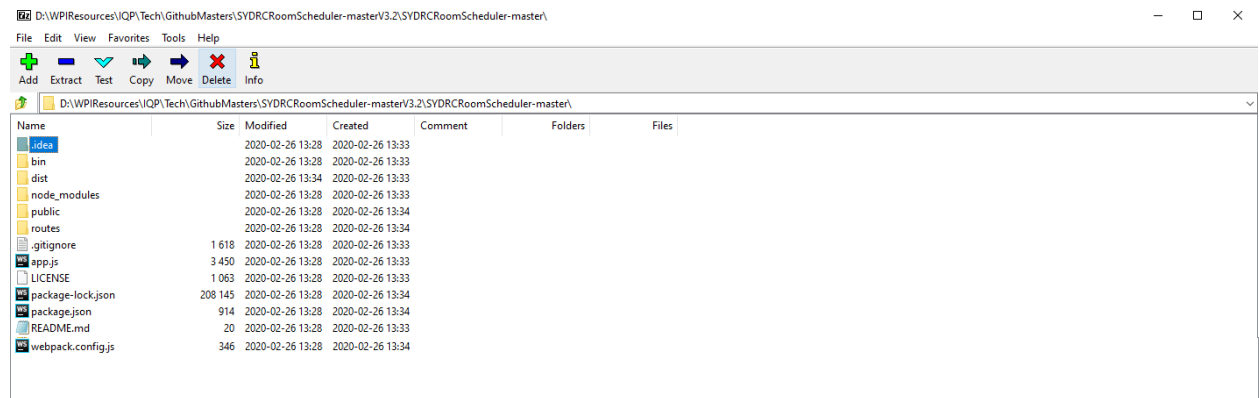 7z D:\WPIResources\IQP\Tech\GithubMasters\SYDRCRoomScheduler-masterV3.2\SYDRCRoomScheduler-master\
File Edit View Favorites Tools Help
Add Extract Test Copy Move Delete Info
D:\WPIResources\IQP\Tech\GithubMasters\SYDRCRoomScheduler-masterV3.2\SYDRCRoomScheduler-master\
Name Size Modified Created Comment Folders Files
.idea 2020-02-26 13:28 2020-02-26 13:33
bin 2020-02-26 13:28 2020-02-26 13:33
dist 2020-02-26 13:34 2020-02-26 13:33
node_modules 2020-02-26 13:28 2020-02-26 13:33
public 2020-02-26 13:28 2020-02-26 13:34
routes 2020-02-26 13:28 2020-02-26 13:34
.gitignore 1 618 2020-02-26 13:28 2020-02-26 13:33
WS app.js 3 450 2020-02-26 13:28 2020-02-26 13:33
LICENSE 1 063 2020-02-26 13:28 2020-02-26 13:33
WS package-lock.json 208 145 2020-02-26 13:28 2020-02-26 13:34
WS package.json 914 2020-02-26 13:28 2020-02-26 13:34
README.md 20 2020-02-26 13:28 2020-02-26 13:33
WS webpack.config.js 346 2020-02-26 13:28 2020-02-26 13:34